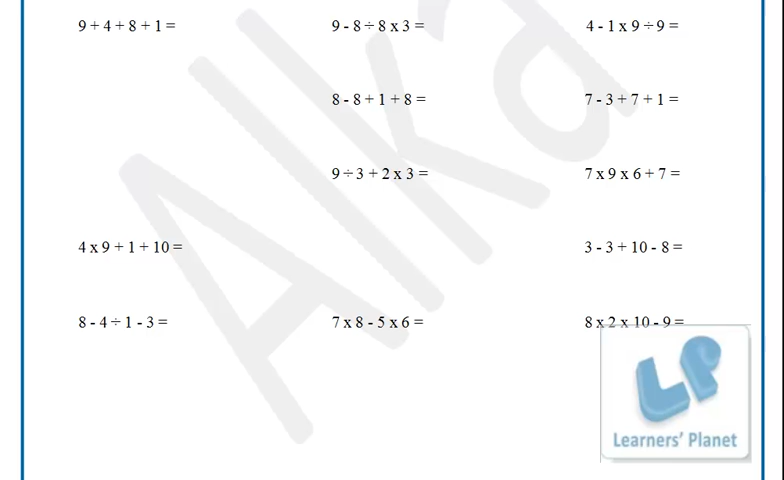 9 + 4 + 8 + 1 = 9 - 8 ÷ 8 x 3 = 4 - 1 x 9 ÷ 9 =
8 - 8 + 1 + 8 = 7 - 3 + 7 + 1 =
9 ÷ 3 + 2 x 3 = 7 x 9 x 6 + 7 =
4 x 9 + 1 + 10 = 3 - 3 + 10 - 8 =
8 - 4 ÷ 1 - 3 = 7 x 8 - 5 x 6 = 8 x 2 x 10 - 9 =
Alka
LP
Learners' Planet